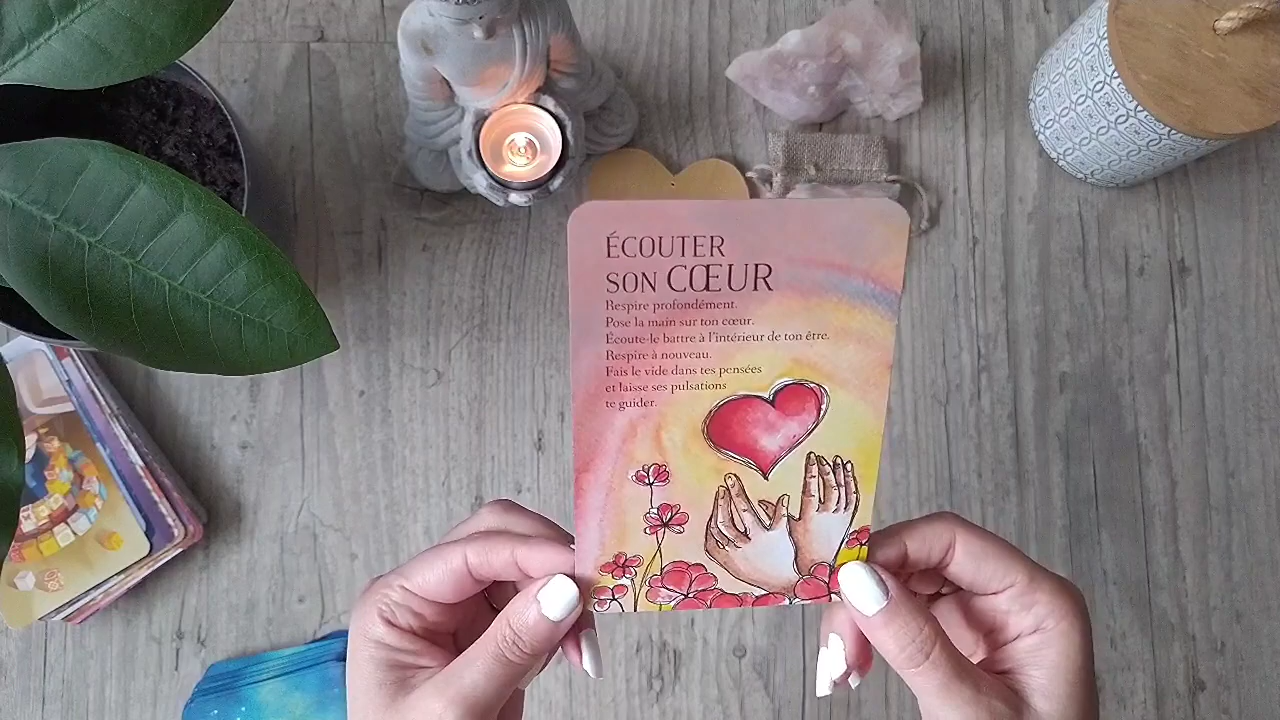 ÉCOUTER
SON CŒUR
Respire profondément.
Pose la main sur ton cœur.
Écoute-le battre à l'intérieur de ton être.
Respire à nouveau.
Fais le vide dans tes pensées
et laisse ses pulsations
te guider.